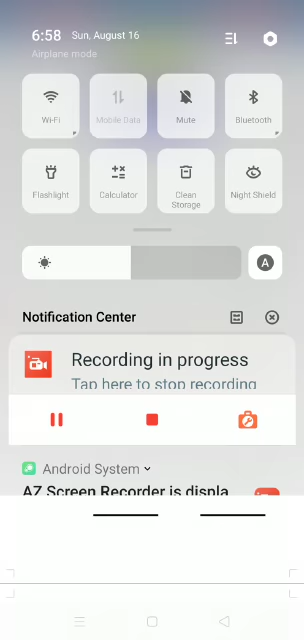 6:58 Sun, August 16
Airplane mode
Wi-Fi
Mobile Data
Mute
Bluetooth
Flashlight
Calculator
Clean
Storage
Night Shield
A
Notification Center
Recording in progress
Tap here to stop recording
Android System
AZ Screen Recorder is displa